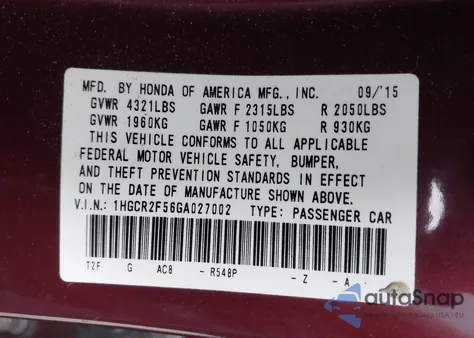 MFD. BY HONDA OF AMERICA MFG., INC. 09/'15
GVWR 4321LBS GAWR F 2315LBS R 2050LBS
GVWR 1960KG GAWR F 1050KG R 930KG
THIS VEHICLE CONFORMS TO ALL APPLICABLE
FEDERAL MOTOR VEHICLE SAFETY, BUMPER,
AND THEFT PREVENTION STANDARDS IN EFFECT
ON THE DATE OF MANUFACTURE SHOWN ABOVE.
V.I.N.: 1HGCR2F56GA027002 TYPE: PASSENGER CAR
T2F G AC8 - R548P - Z - A
autoSnap